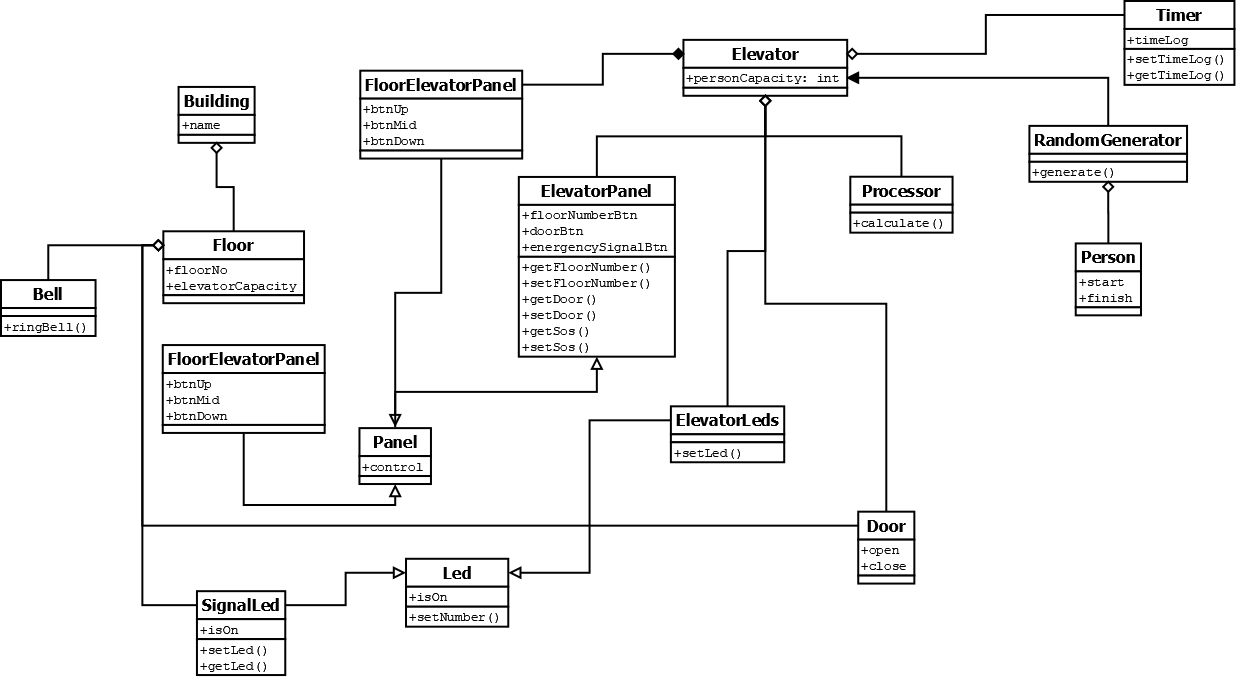 Timer
+timeLog
+setTimeLog()
+getTimeLog()
Elevator
+personCapacity: int
FloorElevatorPanel
+btnUp
+btnMid
+btnDown
Building
+name
RandomGenerator
+generate()
ElevatorPanel
+floorNumberBtn
+doorBtn
+energencySignalBtn
+getFloorNumber()
+setFloorNumber()
+getDoor()
+setDoor()
+getSos()
+setSos()
Processor
+calculate()
Floor
+floorNo
+elevatorCapacity
Person
+start
+finish
Bell
+ringBell()
FloorElevatorPanel
+btnUp
+btnMid
+btnDown
ElevatorLeds
+setLed()
Panel
+control
Door
+open
+close
Led
+isOn
+setNumber()
SignalLed
+isOn
+setLed()
+getLed()